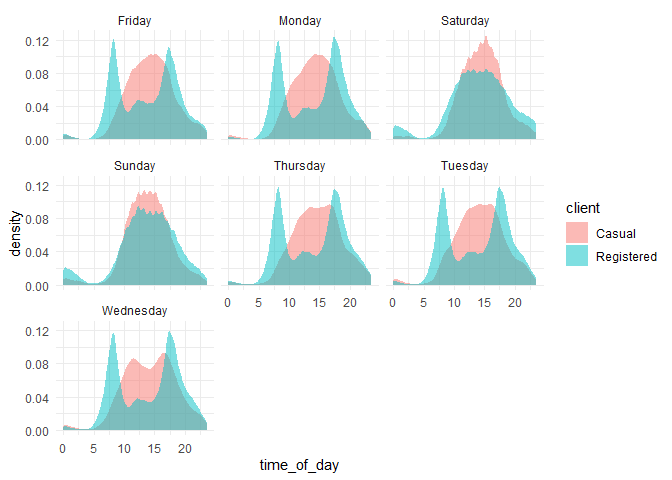 Friday
Monday
Saturday
0.12
0.08
0.04
0.00
Sunday
Thursday
Tuesday
0.12
0.08
0.04
0.00
0 5 10 15 20
0 5 10 15 20
Wednesday
0.12
0.08
0.04
0.00
0 5 10 15 20
density
time_of_day
client
Casual
Registered